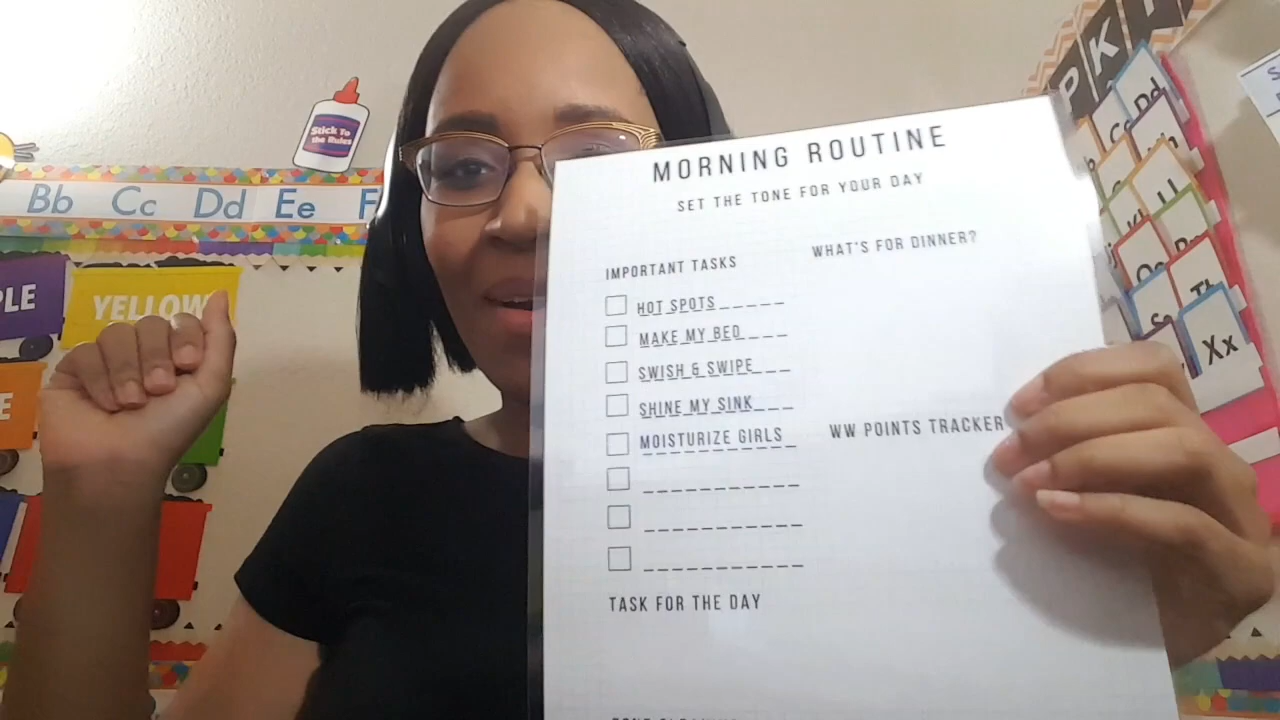 MORNING ROUTINE
SET THE TONE FOR YOUR DAY
IMPORTANT TASKS
HOT SPOTS
MAKE MY BED
SWISH & SWIPE
SHINE MY SINK
MOISTURIZE GIRLS
TASK FOR THE DAY
WHAT'S FOR DINNER?
WW POINTS TRACKER
Stick To
the Rules
Bb Cc Dd Ee F
PLE
YELLOW
E
P K
Dd
Xx